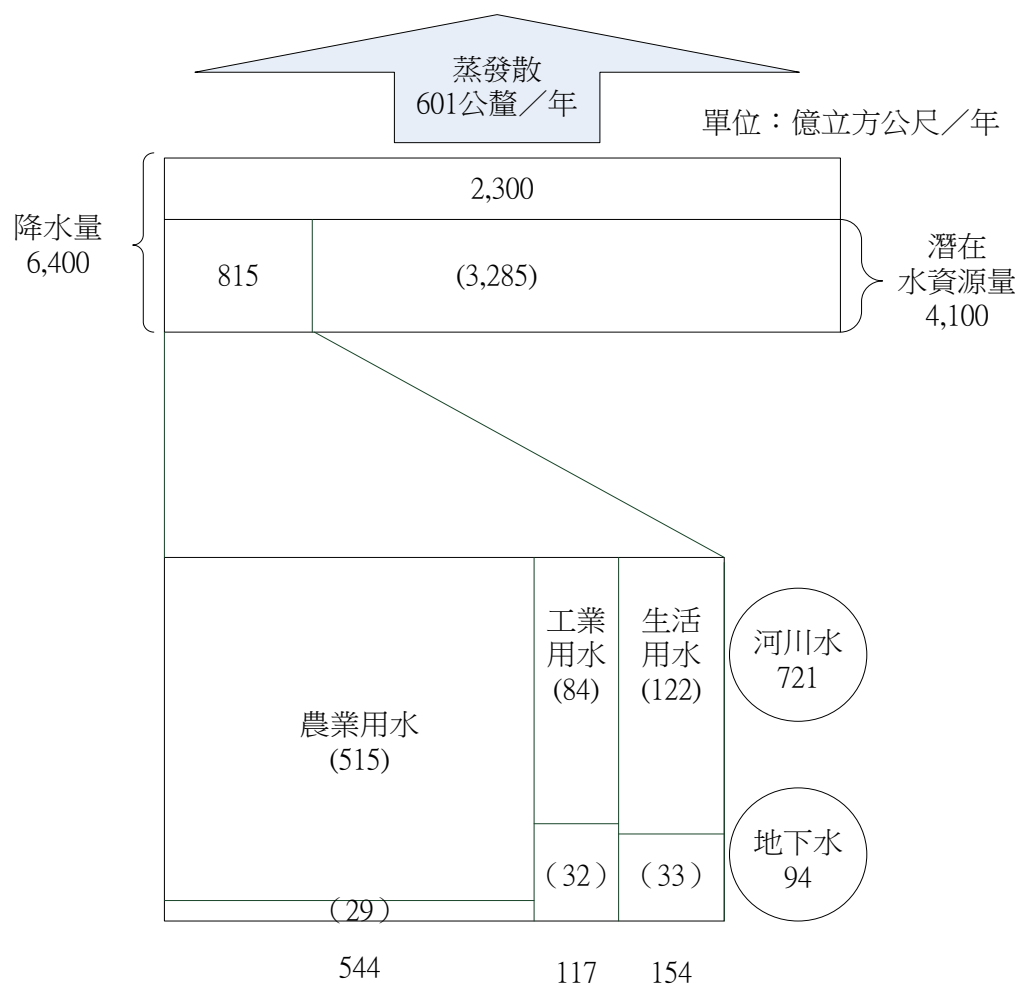 蒸發散
601公釐／年
單位：億立方公尺／年
2,300
降水量
6,400
815
(3,285)
潛在
水資源量
4,100
農業用水
(515)
工業
用水
(84)
生活
用水
(122)
河川水
721
（29）
（32）
（33）
地下水
94
544
117
154